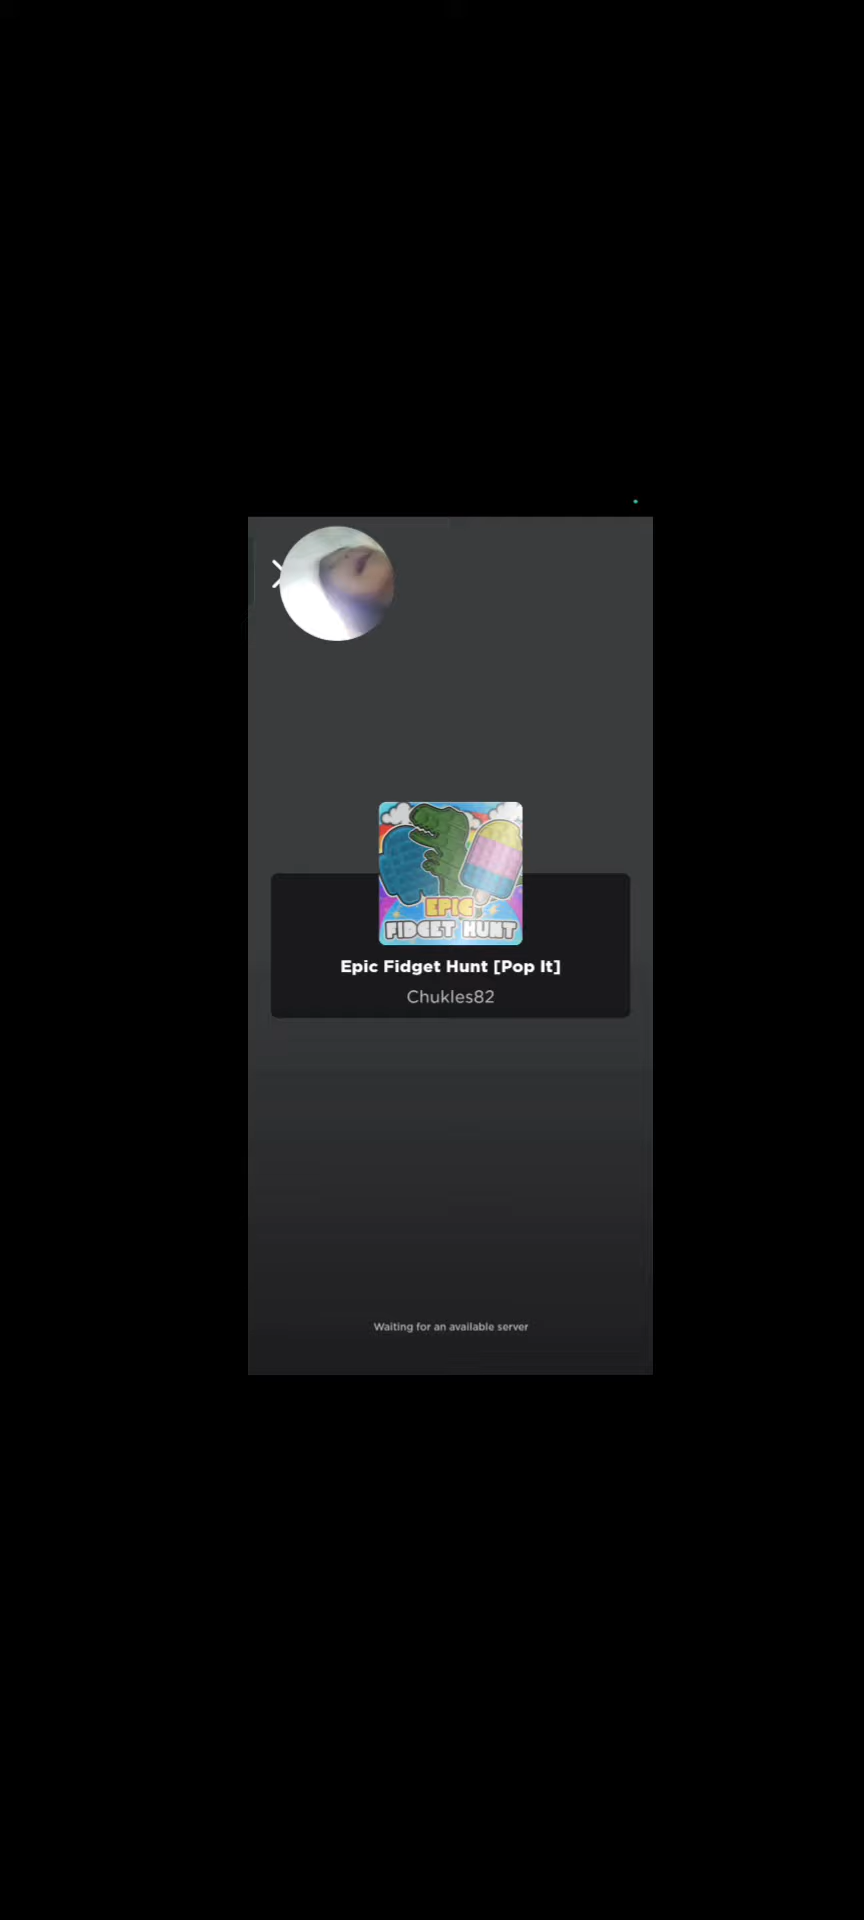 EPIC
FIDGET HUNT
Epic Fidget Hunt [Pop It]
Chukles82
Waiting for an available server